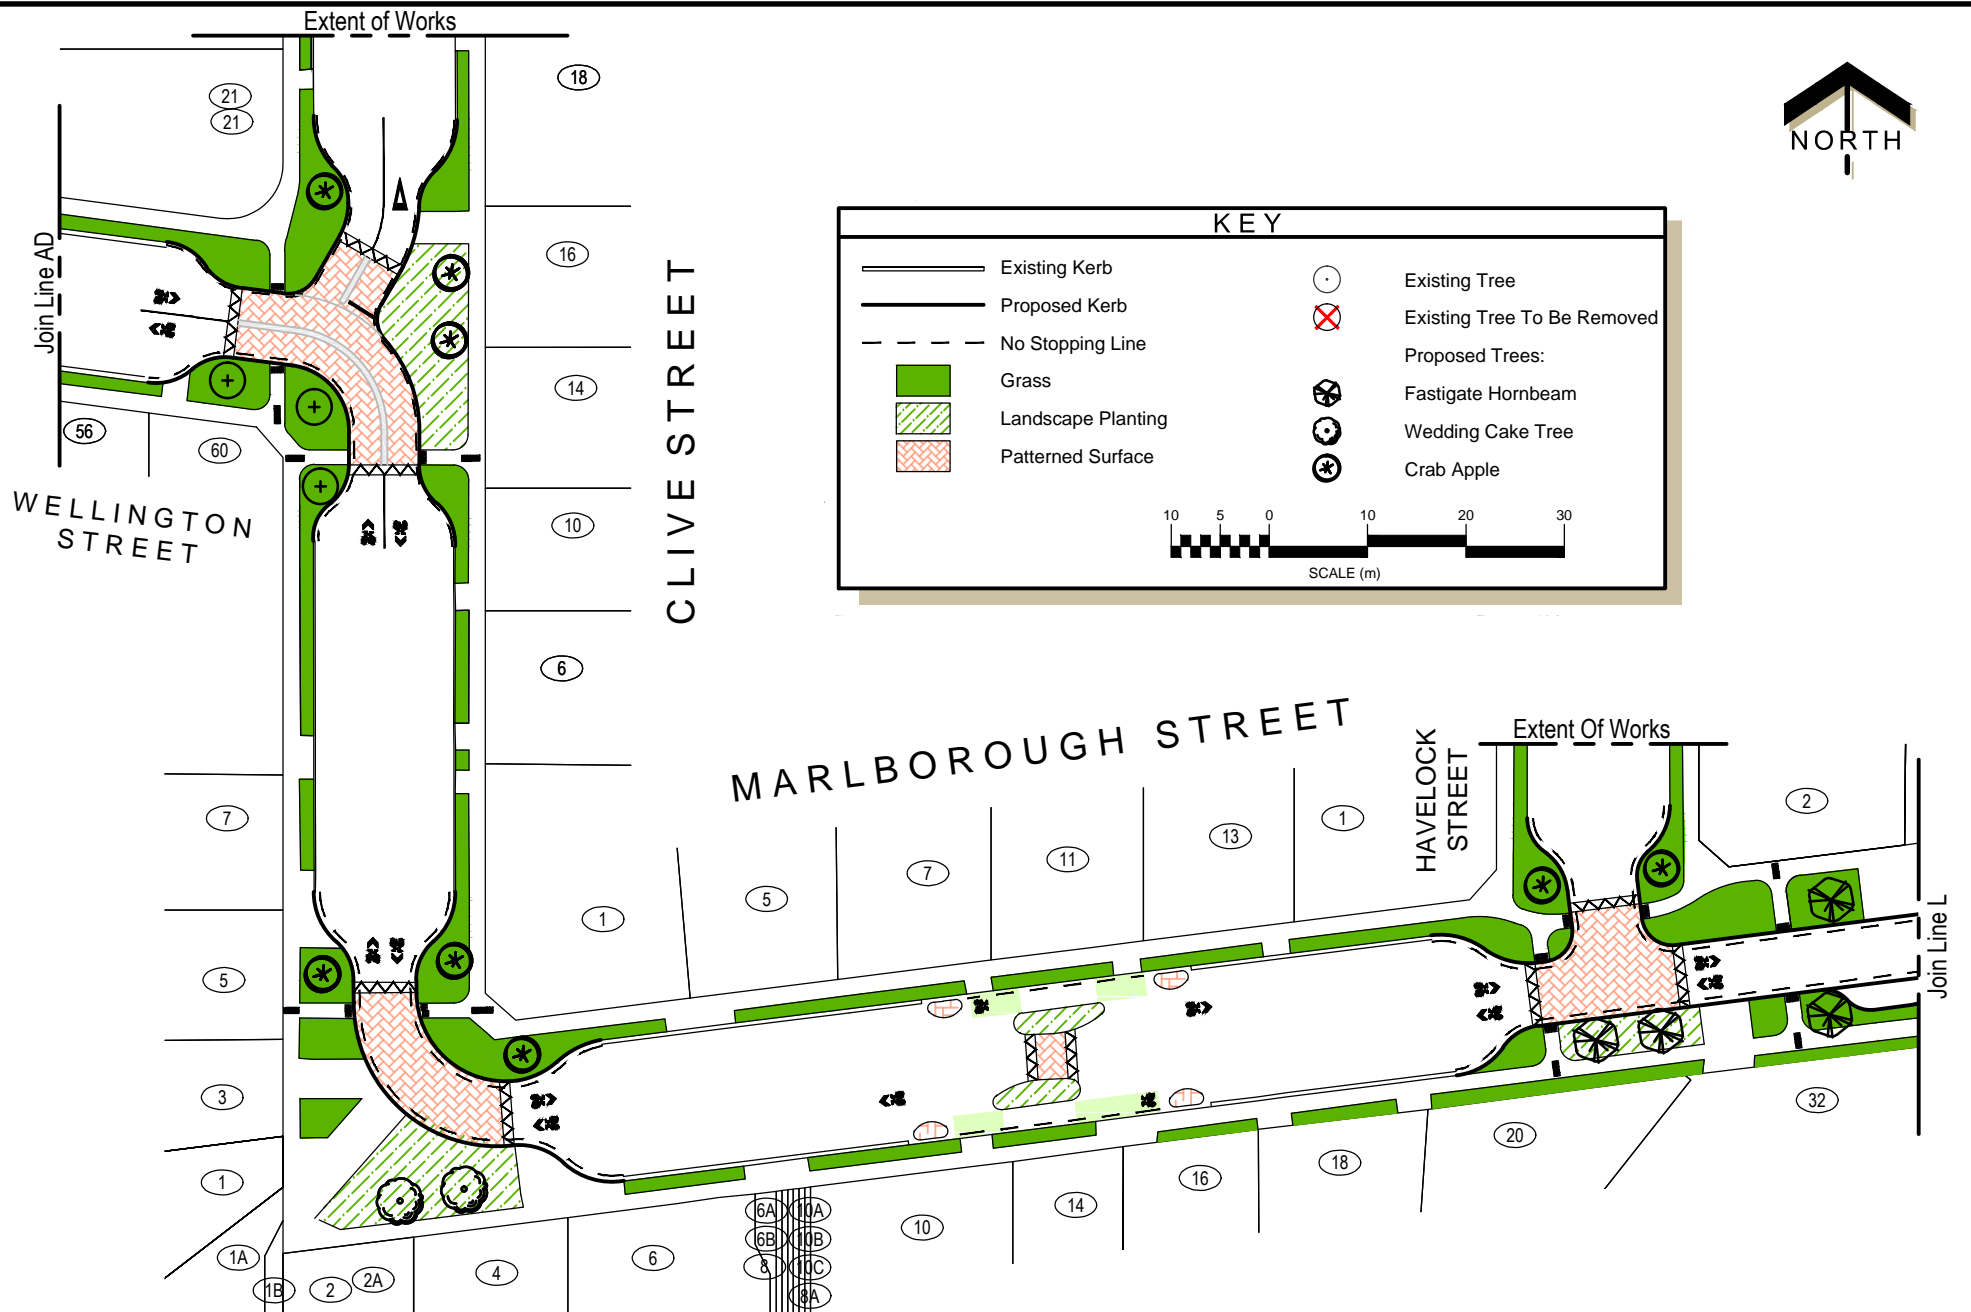 Extent of Works
18
21
21
NORTH
KEY
16
Join Line AD
Existing Kerb
Existing Tree
Proposed Kerb
Existing Tree To Be Removed
No Stopping Line
Proposed Trees:
Grass
Fastigate Hornbeam
Landscape Planting
Wedding Cake Tree
Patterned Surface
Crab Apple
10 5 0 10 20 30
SCALE (m)
CLIVE STREET
14
56
60
WELLINGTON
STREET
10
6
MARLBOROUGH STREET
HAVELOCK
STREET
Extent Of Works
2
7
1
5
7
11
13
1
5
Join Line L
3
32
20
18
16
14
10
1
6A
10A
6B
10B
8
10C
8A
1A
1B
2
2A
4
6